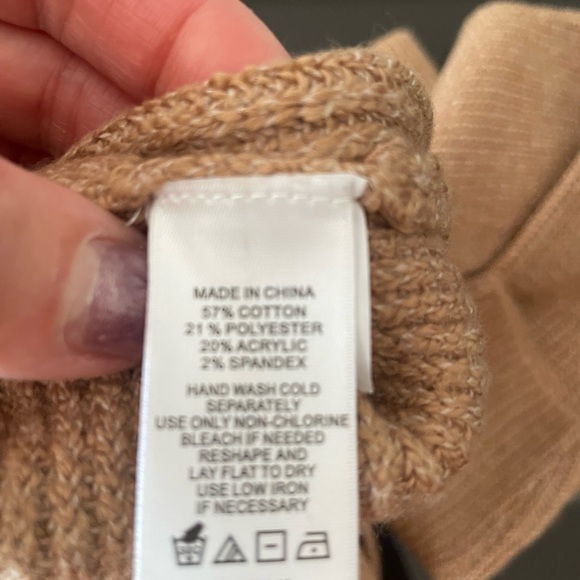 MADE IN CHINA
57% COTTON
21 % POLYESTER
20% ACRYLIC
2% SPANDEX
HAND WASH COLD
SEPARATELY
USE ONLY NON-CHLORINE
BLEACH IF NEEDED
RESHAPE AND
LAY FLAT TO DRY
USE LOW IRON
IF NECESSARY